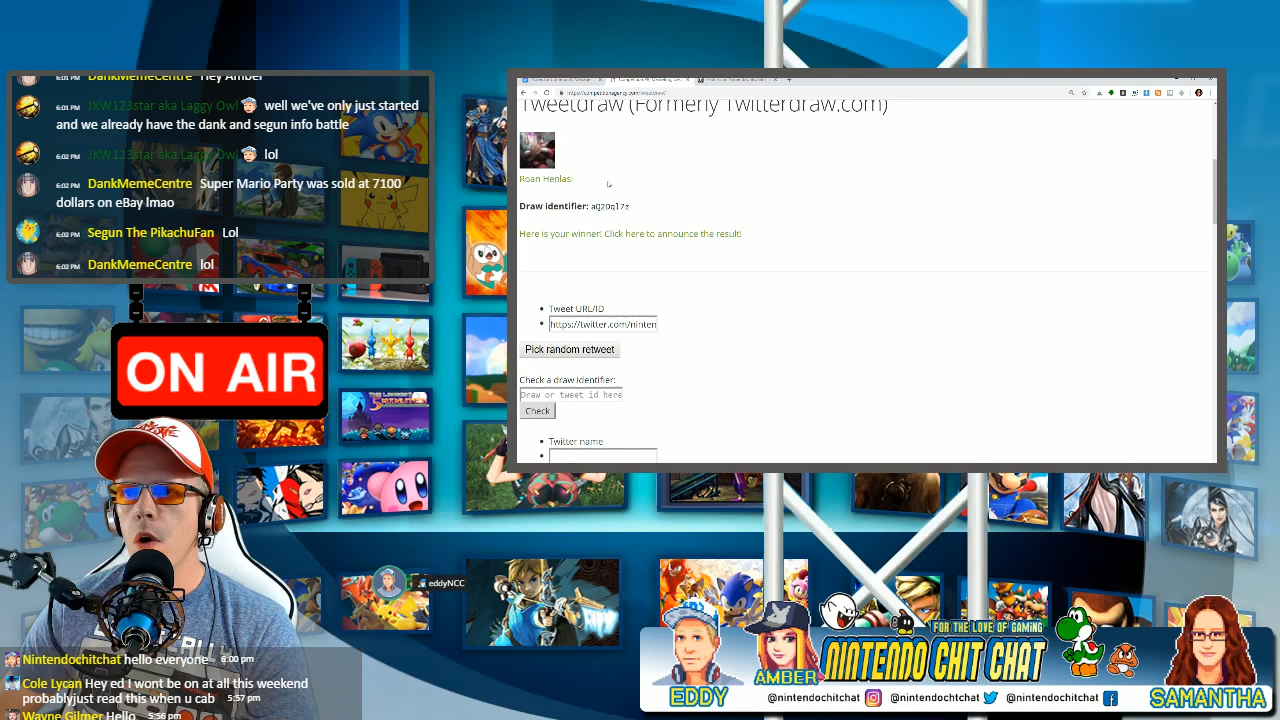 DankMemeCentre Hey Amber
6:01 PM JKW123star aka Laggy Owl well we've only just started
and we already have the dank and segun info battle
6:02 PM JKW123star aka Laggy Owl lol
6:02 PM DankMemeCentre Super Mario Party was sold at 7100
dollars on eBay lmao
6:02 PM Segun The PikachuFan Lol
6:02 PM DankMemeCentre lol
ON AIR
https://competitionagency.com/tweetdraw/
Tweetdraw (Formerly Twitterdraw.com)
Roan Henlasi
Draw identifier: aQ2Dql7z
Here is your winner! Click here to announce the result!
Tweet URL/ID
https://twitter.com/ninten
Pick random retweet
Check a draw identifier:
Draw or tweet id here
Check
Twitter name
eddyNCC
Nintendochitchat hello everyone 6:00 pm
Cole Lycan Hey ed I wont be on at all this weekend
probablyjust read this when u cab 5:57 pm
Wayne Gilmer Hello 5:56 pm
FOR THE LOVE OF GAMING
NINTENDO CHIT CHAT
EDDY
AMBER
SAMANTHA
@nintendochitchat @nintendochtchat @nintendochitchat